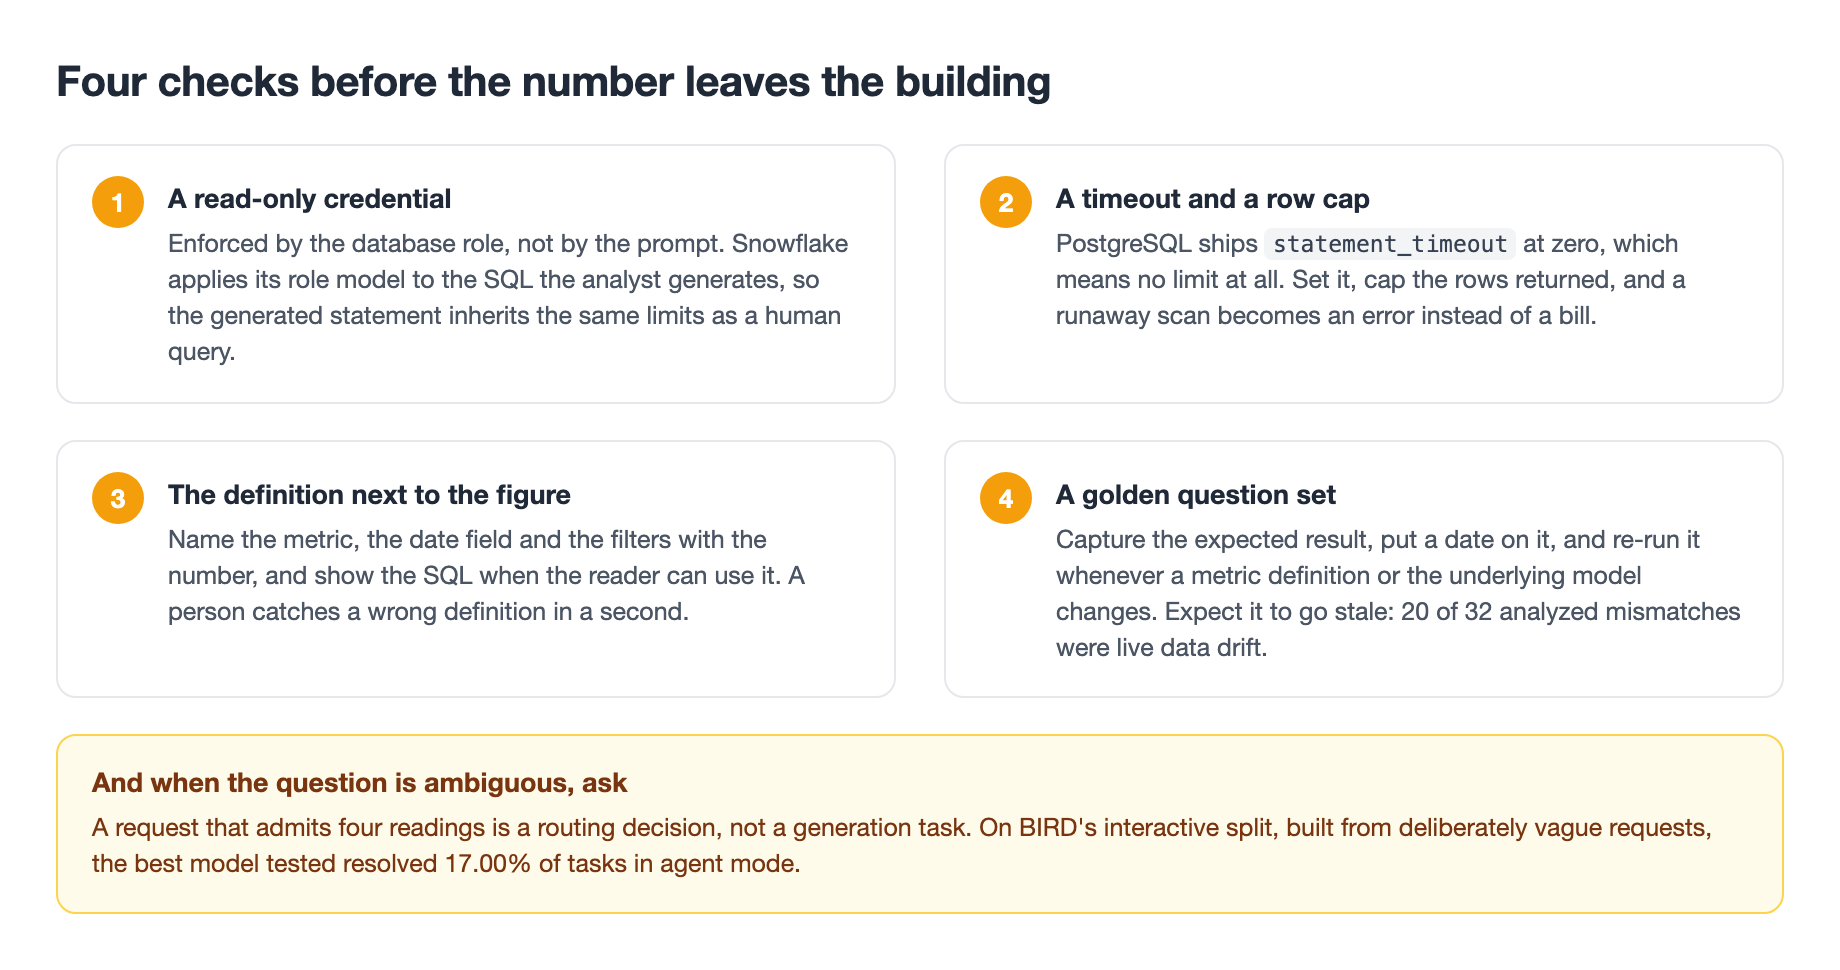 Four checks before the number leaves the building
1
A read-only credential
Enforced by the database role, not by the prompt. Snowflake
applies its role model to the SQL the analyst generates, so
the generated statement inherits the same limits as a human
query.
2
A timeout and a row cap
PostgreSQL ships statement_timeout at zero, which
means no limit at all. Set it, cap the rows returned, and a
runaway scan becomes an error instead of a bill.
3
The definition next to the figure
Name the metric, the date field and the filters with the
number, and show the SQL when the reader can use it. A
person catches a wrong definition in a second.
4
A golden question set
Capture the expected result, put a date on it, and re-run it
whenever a metric definition or the underlying model
changes. Expect it to go stale: 20 of 32 analyzed mismatches
were live data drift.
And when the question is ambiguous, ask
A request that admits four readings is a routing decision, not a generation task. On BIRD's interactive split, built from deliberately vague requests,
the best model tested resolved 17.00% of tasks in agent mode.